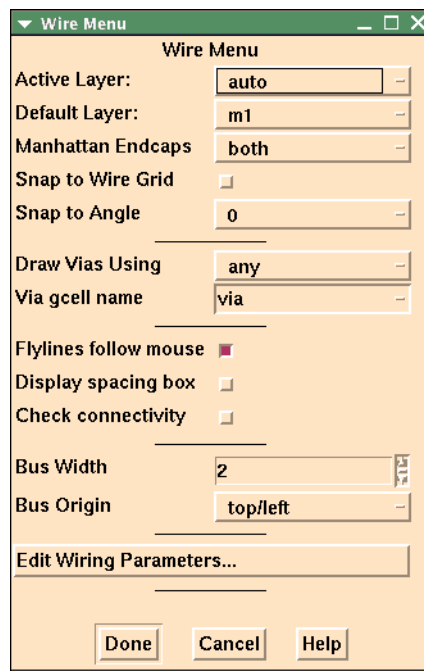 Wire Menu
Wire Menu
Active Layer: auto
Default Layer: m1
Manhattan Endcaps both
Snap to Wire Grid
Snap to Angle 0
Draw Vias Using any
Via gcell name via
Flylines follow mouse
Display spacing box
Check connectivity
Bus Width 2
Bus Origin top/left
Edit Wiring Parameters...
Done Cancel Help